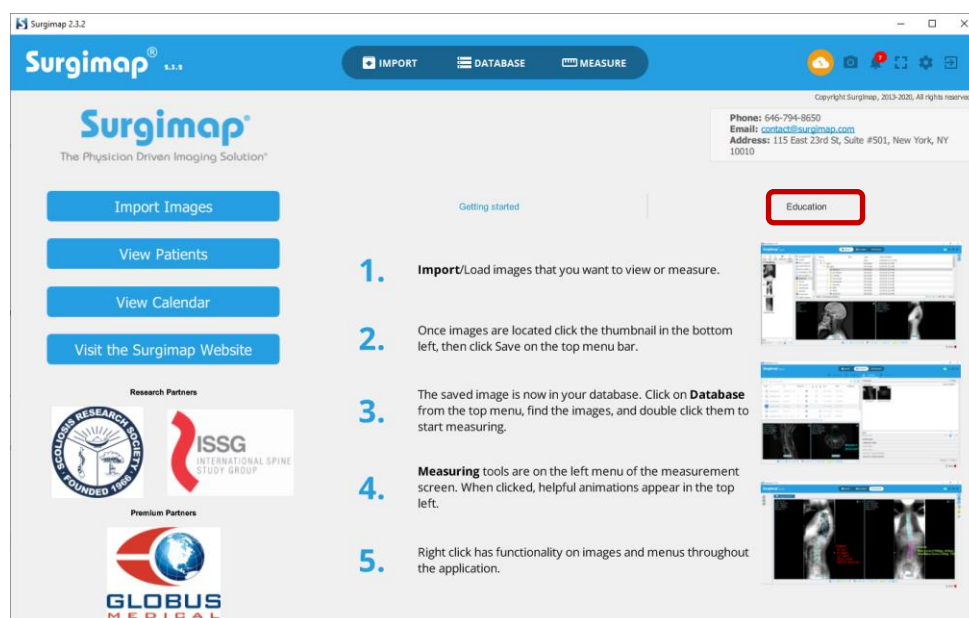 Surgimap 2.3.2
Surgimap® 2.3.2
IMPORT
DATABASE
MEASURE
Copyright Surgimap, 2013-2020, All rights reserved
Surgimap®
The Physician Driven Imaging Solution®
Phone: 646-794-8650
Email: contact@surgimap.com
Address: 115 East 23rd St, Suite #501, New York, NY
10010
Import Images
View Patients
View Calendar
Visit the Surgimap Website
Research Partners
SCOLIOSIS RESEARCH SOCIETY
FOUNDED 1966
ISSG
INTERNATIONAL SPINE
STUDY GROUP
Premium Partners
GLOBUS
MEDICAL
Getting started
Education
1. Import/Load images that you want to view or measure.
2. Once images are located click the thumbnail in the bottom
left, then click Save on the top menu bar.
3. The saved image is now in your database. Click on Database
from the top menu, find the images, and double click them to
start measuring.
4. Measuring tools are on the left menu of the measurement
screen. When clicked, helpful animations appear in the top
left.
5. Right click has functionality on images and menus throughout
the application.